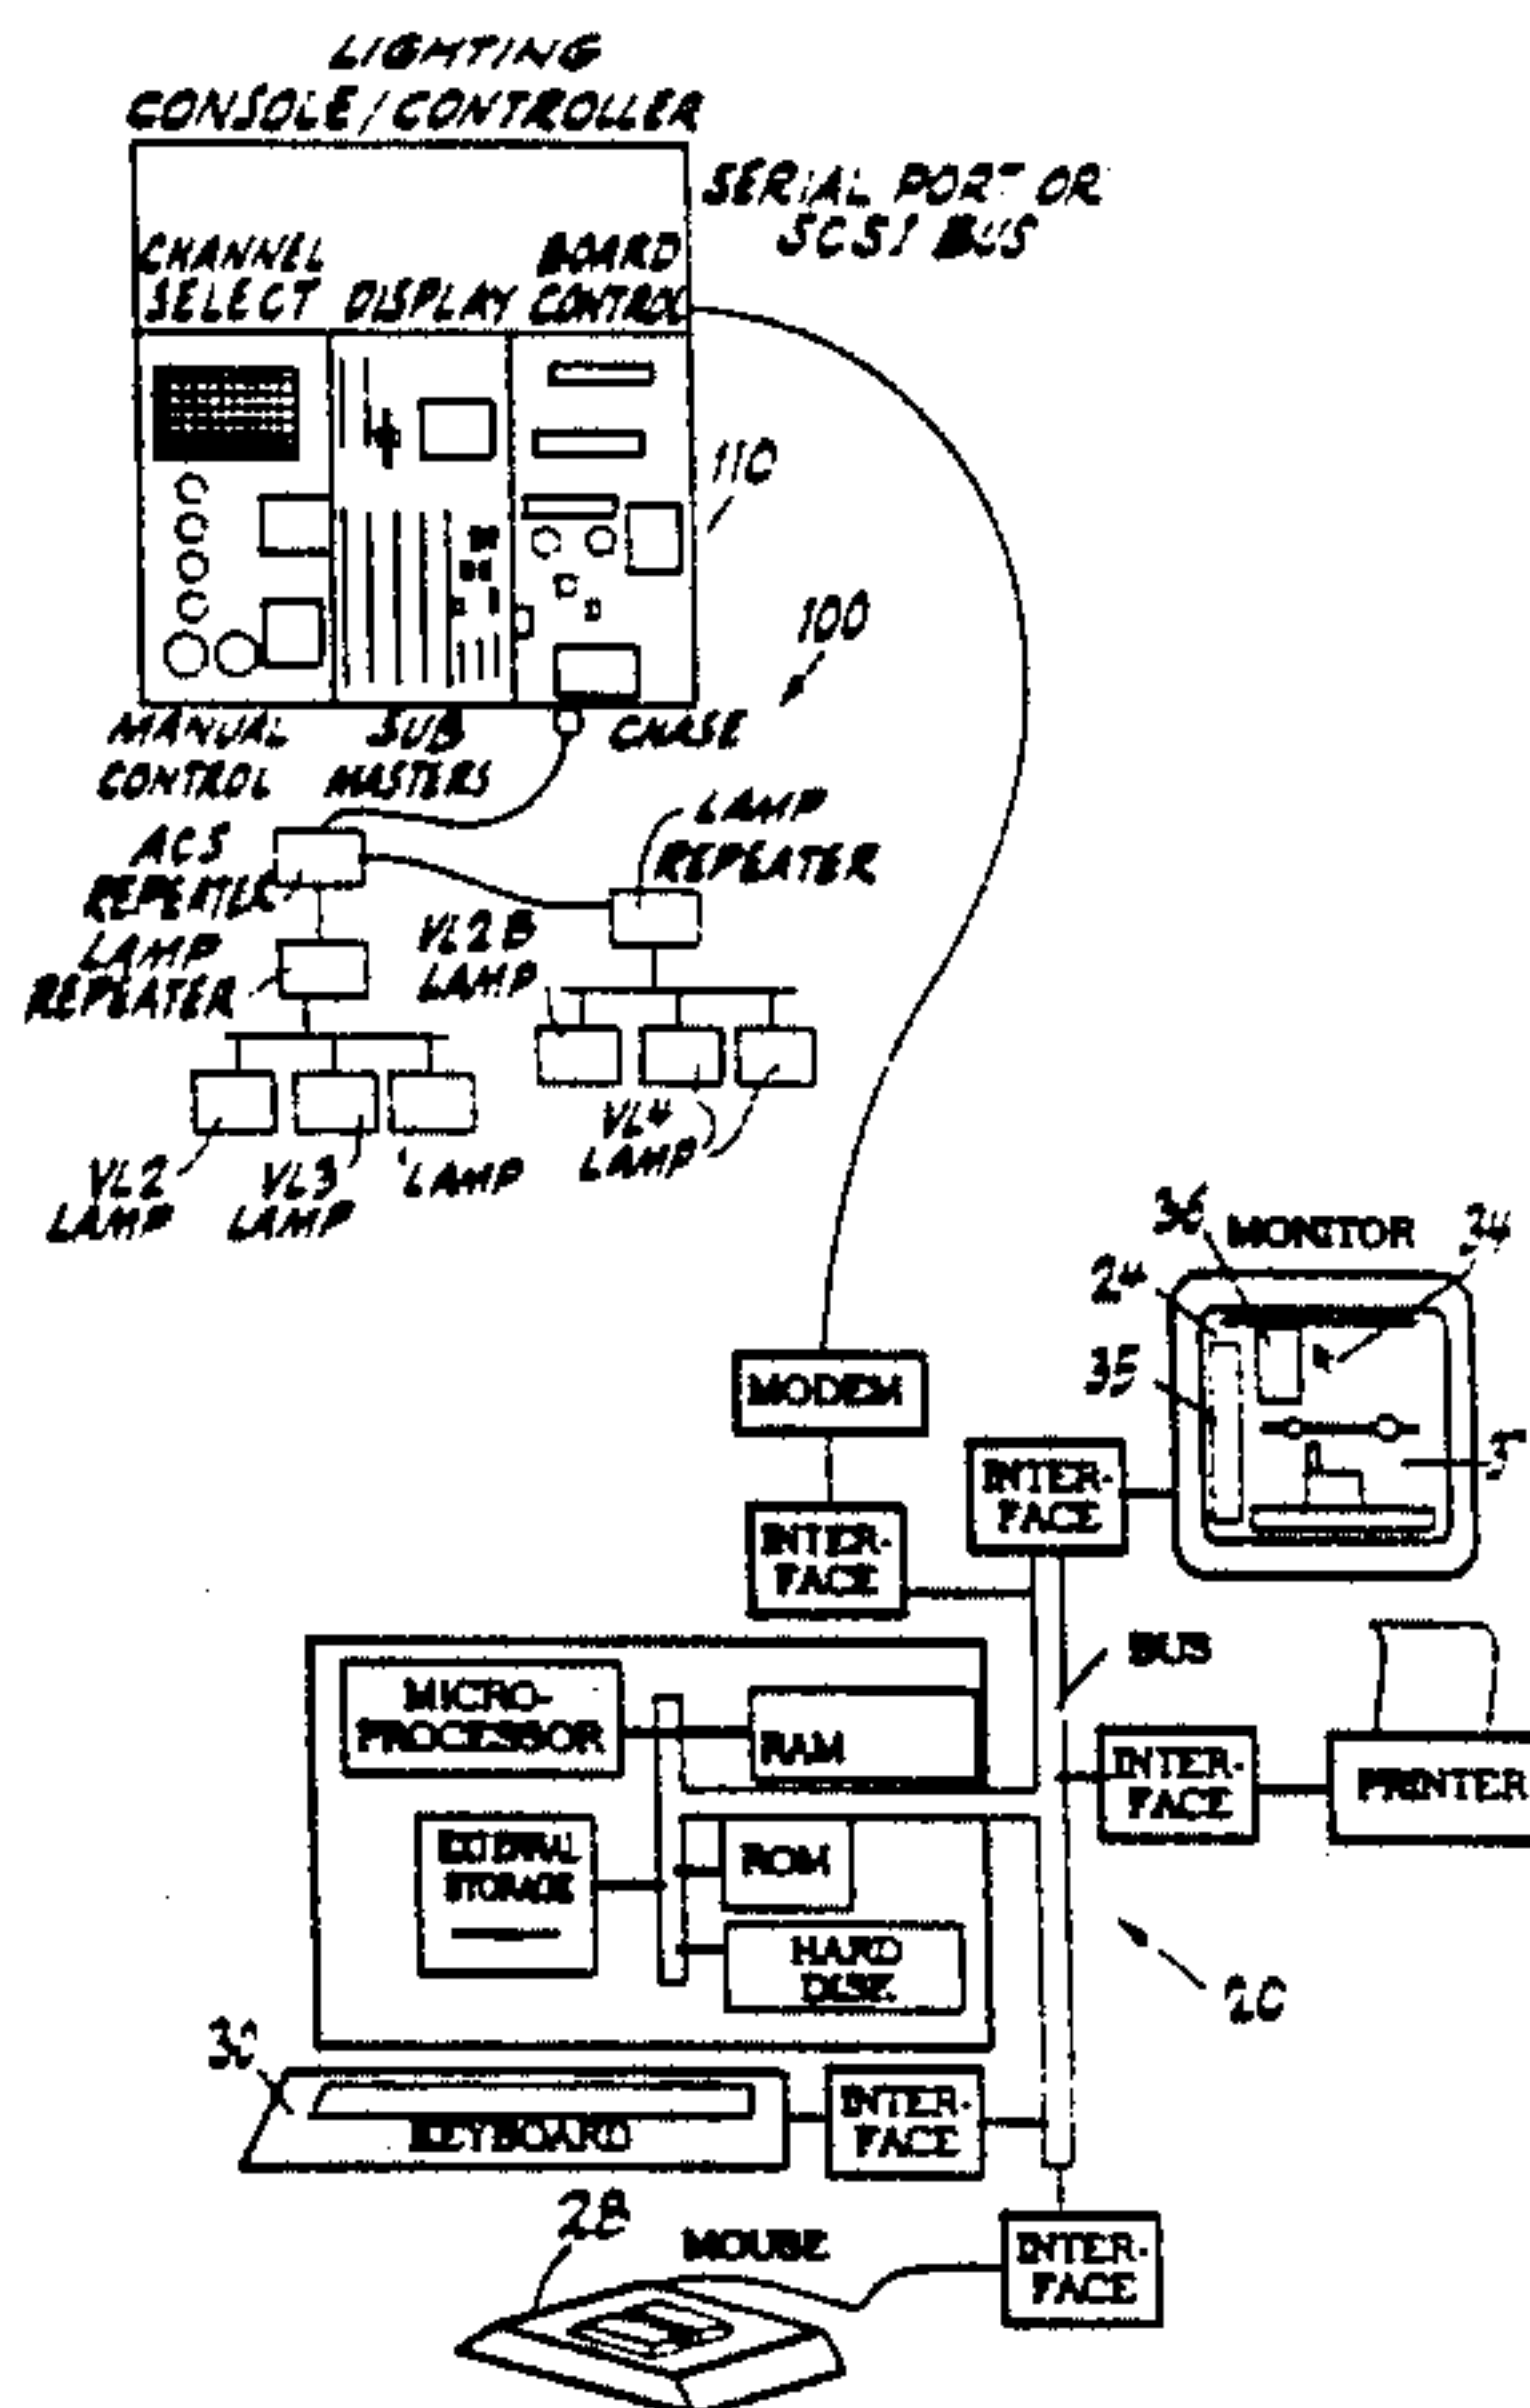 LIGHTING
CONSOLE/CONTROLLER
SERIAL PORT OR
SCSI BUS
CHANNEL
SELECT
DISPLAY
BOARD
CONTROL
110
100
MANUAL
CONTROL
SUB
MASTERS
CHASE
ACS
REPEATER
LAMP
REPEATER
LAMP
REPEATER
VL2B
LAMP
VL2
LAMP
VL3
LAMP
LAMP
VL4
LAMP
36
MONITOR
24
24
35
MODEM
INTER-
FACE
INTER-
FACE
BUS
MICRO-
PROCESSOR
RAM
INTER-
FACE
PRINTER
EXTERNAL
STORAGE
ROM
HARD
DISK
20
30
KEYBOARD
INTER-
FACE
28
MOUSE
INTER-
FACE